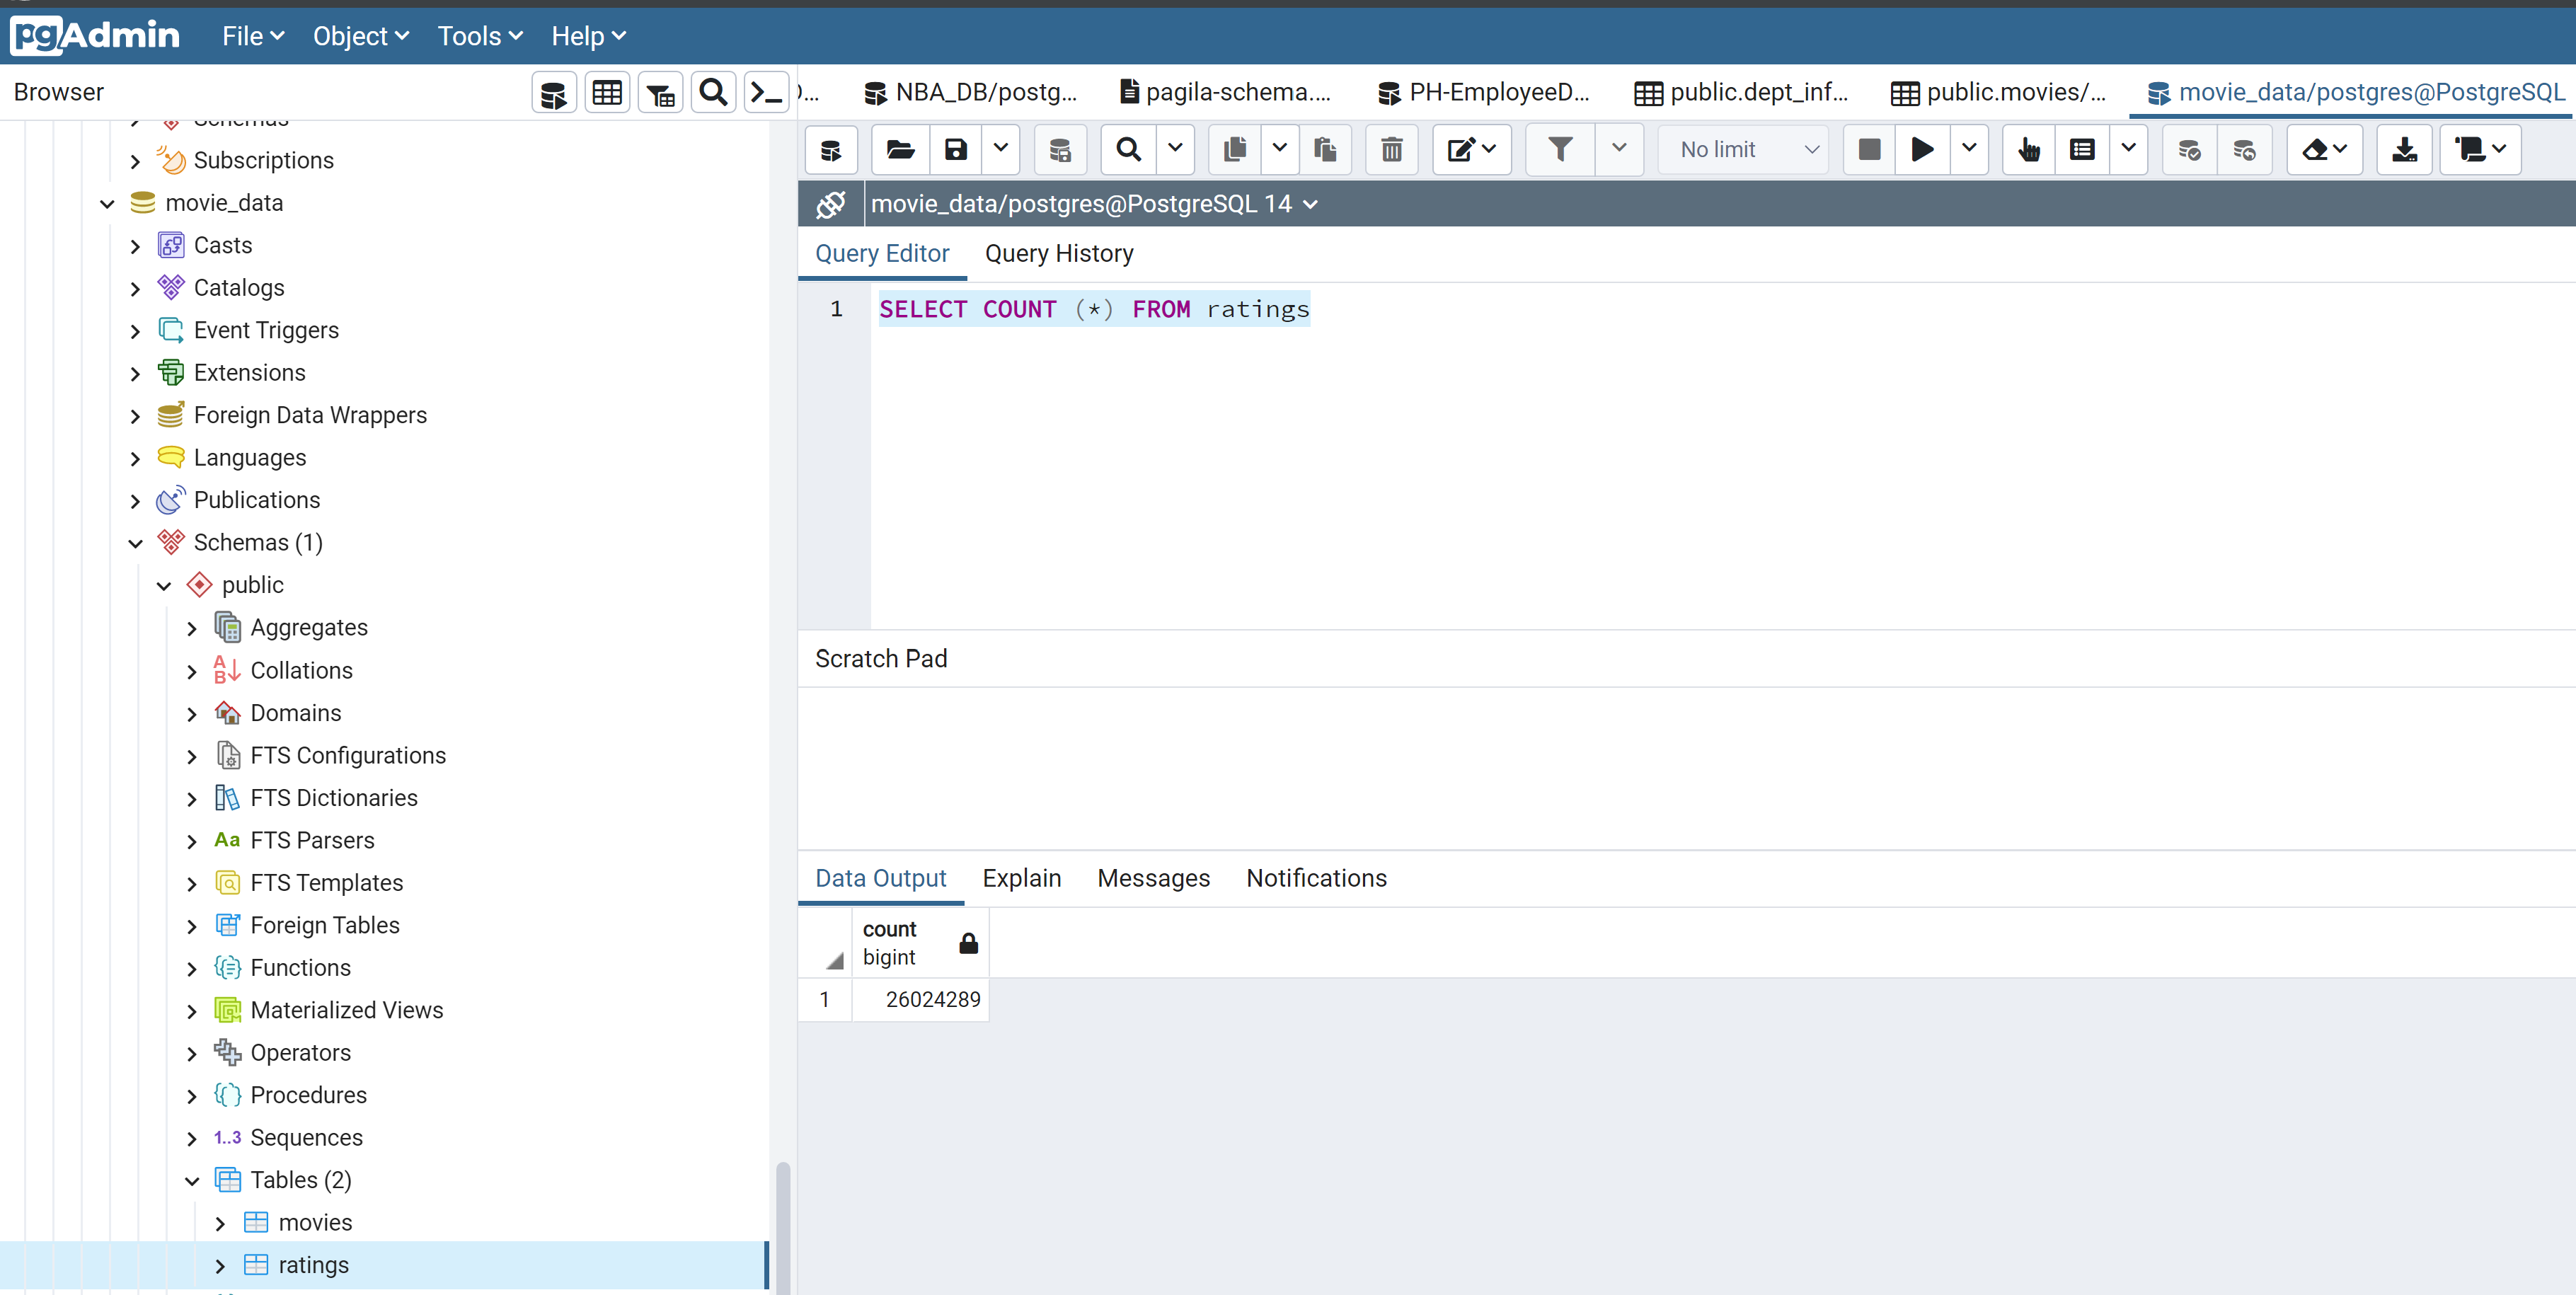 pgAdmin File Object Tools Help
Browser
NBA_DB/postg... pagila-schema.... PH-EmployeeD... public.dept_inf... public.movies/... movie_data/postgres@PostgreSQL
Schemas
Subscriptions
movie_data
Casts
Catalogs
Event Triggers
Extensions
Foreign Data Wrappers
Languages
Publications
Schemas (1)
public
Aggregates
Collations
Domains
FTS Configurations
FTS Dictionaries
Aa FTS Parsers
FTS Templates
Foreign Tables
Functions
Materialized Views
Operators
Procedures
1..3 Sequences
Tables (2)
movies
ratings
No limit
movie_data/postgres@PostgreSQL 14
Query Editor Query History
1 SELECT COUNT (*) FROM ratings
Scratch Pad
Data Output Explain Messages Notifications
count
bigint
1 26024289